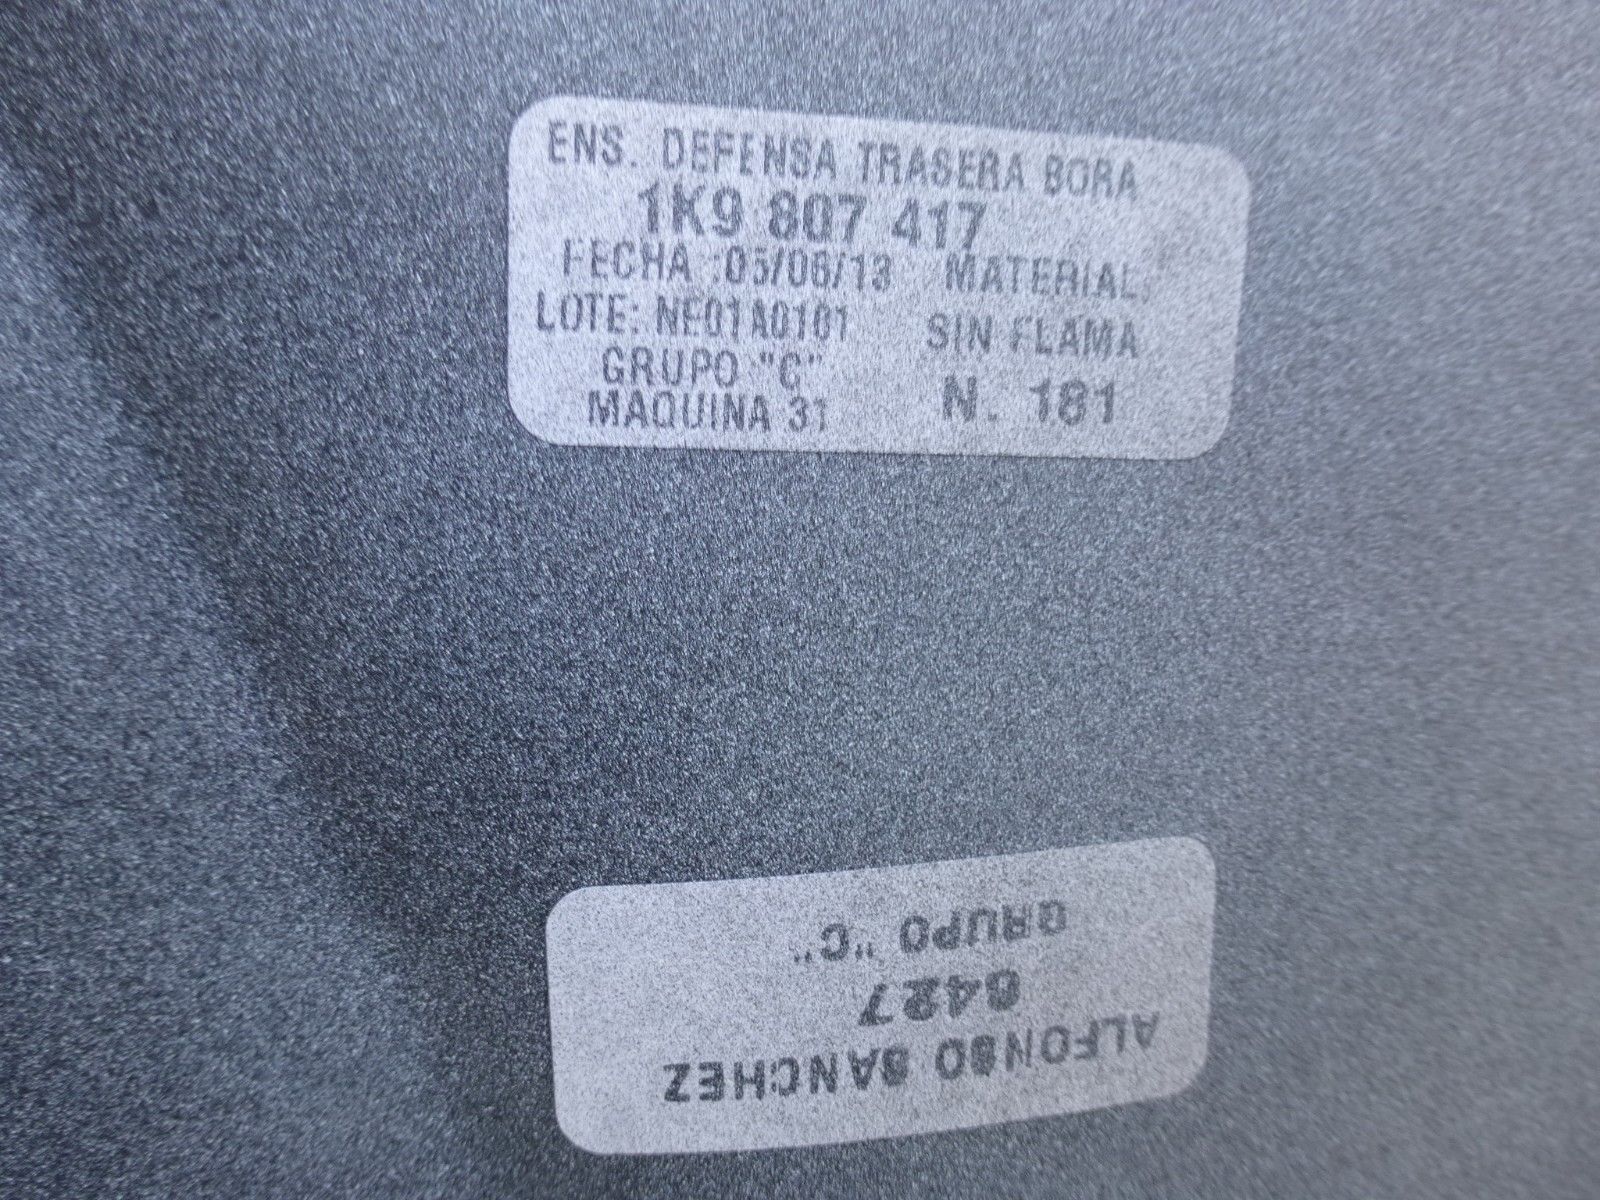 ENS. DEFENSA TRASERA BORA
1K9 807 417
FECHA :05/06/13 MATERIAL:
LOTE: NE01A0101 SIN FLAMA
GRUPO "C"
MAQUINA 31 N. 181
ALFONSO SANCHEZ
6427
GRUPO "C"